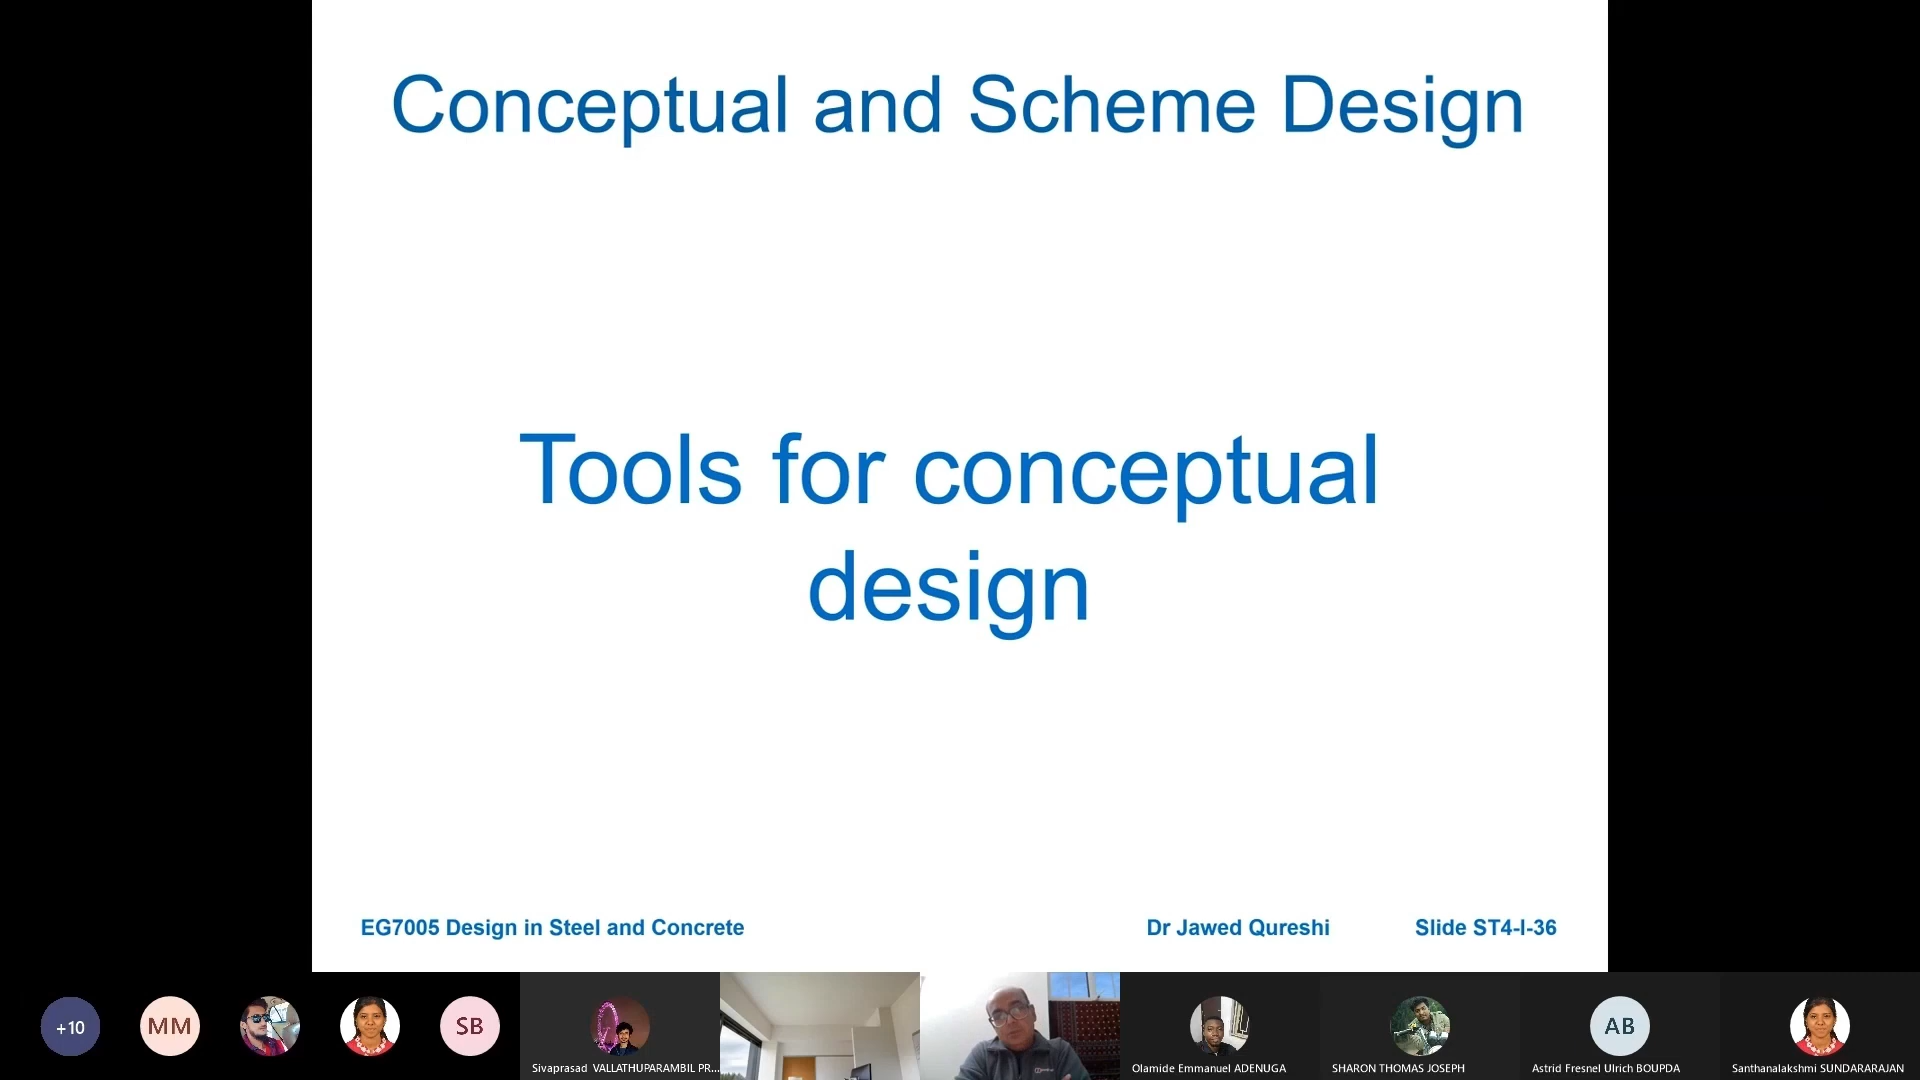 Conceptual and Scheme Design
Tools for conceptual
design
EG7005 Design in Steel and Concrete
Dr Jawed Qureshi
Slide ST4-I-36
+10
MM
SB
AB
Sivaprasad VALLATHUPARAMBIL PR...
Olamide Emmanuel ADENUGA
SHARON THOMAS JOSEPH
Astrid Fresnel Ulrich BOUPDA
Santhanalakshmi SUNDARARAJAN